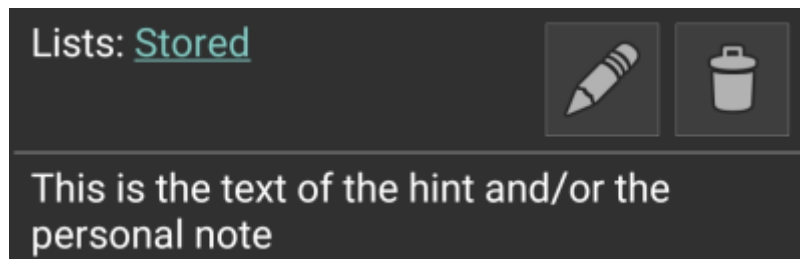 Lists: Stored
This is the text of the hint and/or the
personal note